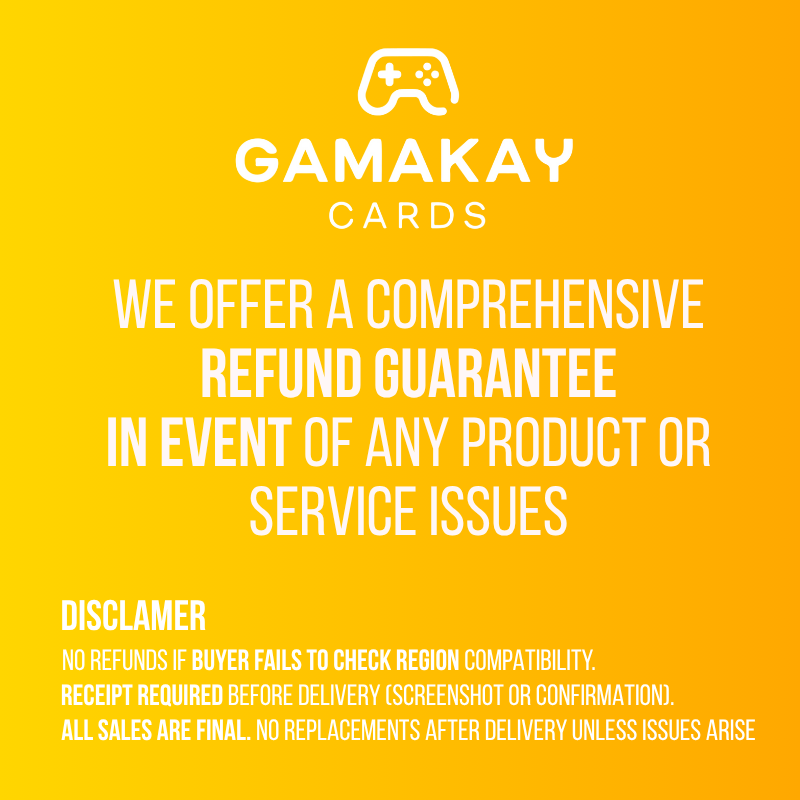 GAMAKAY
CARDS
WE OFFER A COMPREHENSIVE
REFUND GUARANTEE
IN EVENT OF ANY PRODUCT OR
SERVICE ISSUES
DISCLAMER
NO REFUNDS IF BUYER FAILS TO CHECK REGION COMPATIBILITY.
RECEIPT REQUIRED BEFORE DELIVERY (SCREENSHOT OR CONFIRMATION).
ALL SALES ARE FINAL. NO REPLACEMENTS AFTER DELIVERY UNLESS ISSUES ARISE